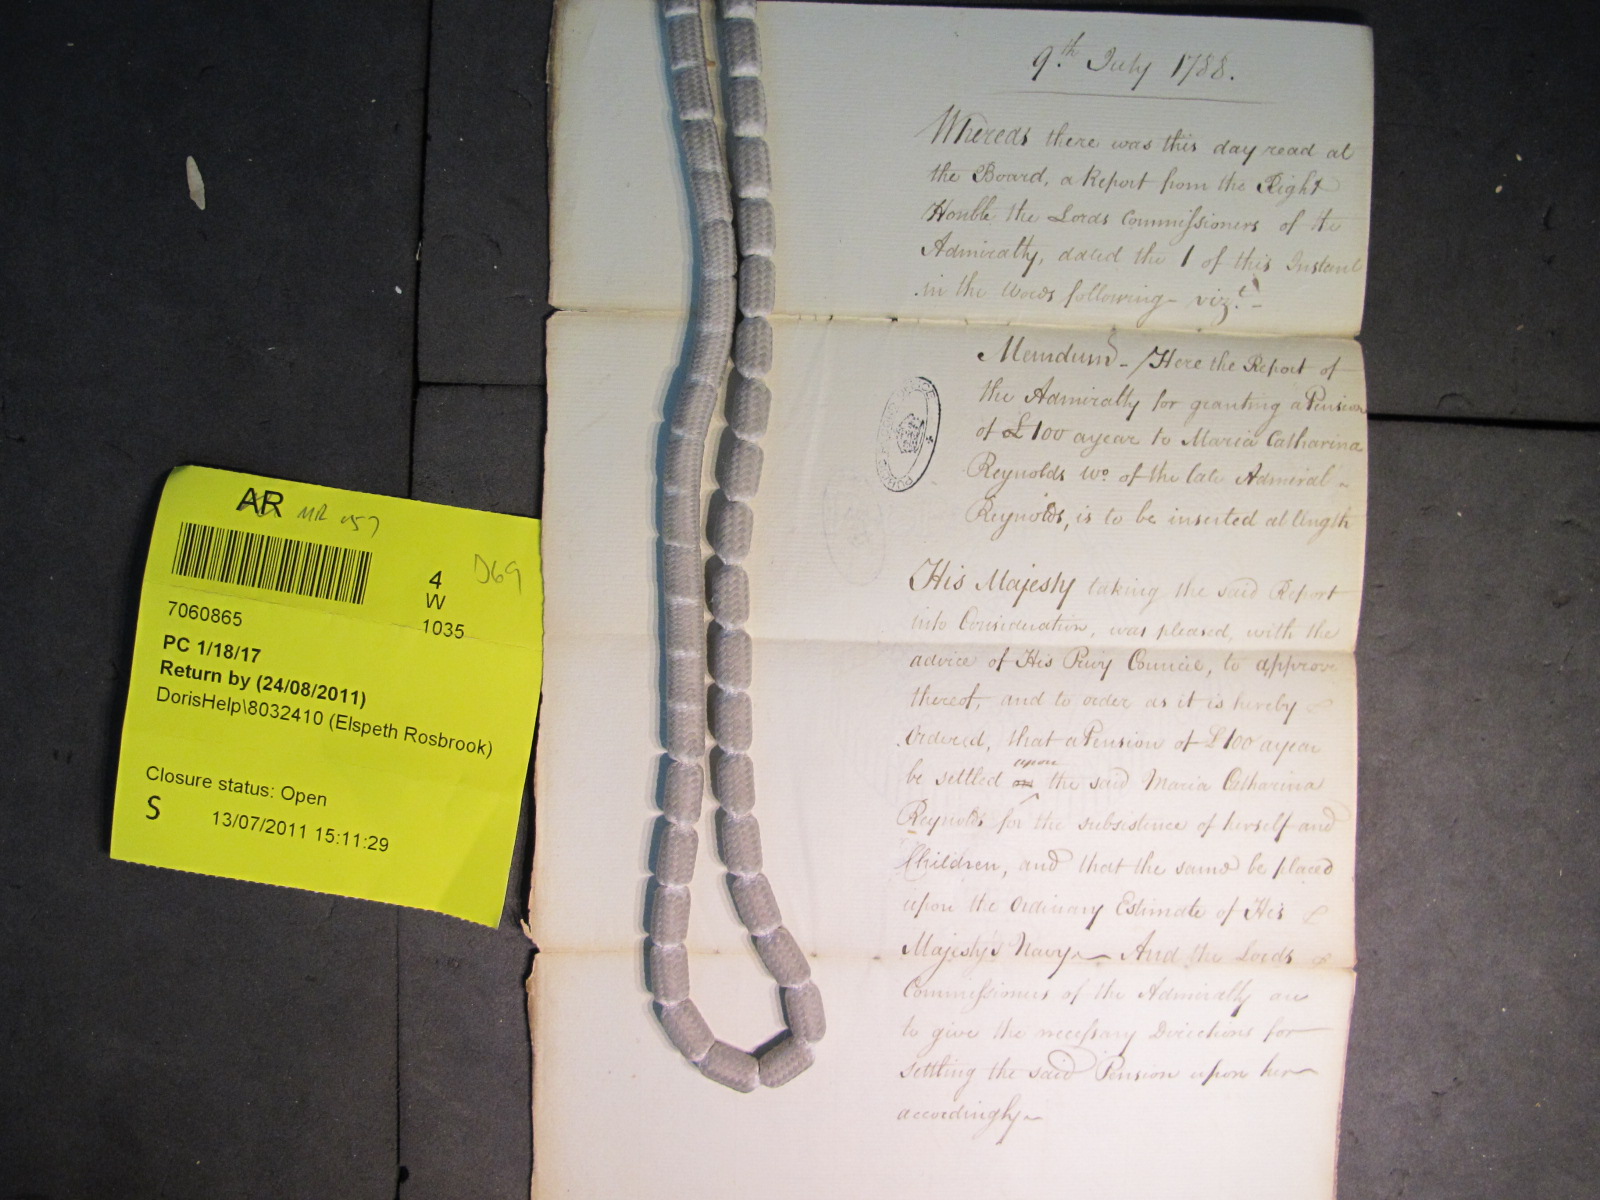 9.th July 1788.
Whereas there was this day read at
the Board, a Report from the Right
Honble the Lords Commissioners of the
Admiralty, dated the 1 of this Instant
in the Words following - viz.t -
Memdum - / Here the Report of
the Admiralty for granting a Pension
of £100 a year to Maria Catharina
Reynolds Wo. of the late Admiral -
Reynolds, is to be inserted at length
His Majesty taking the said Report
into Consideration, was pleased, with the
advice of His Privy Council, to approve
thereof, and to order as it is hereby
Ordered, that a Pension of £100 a year
upon
be settled on the said Maria Catharina
Reynolds for the subsistence of herself and
Children, and that the same be placed
upon the Ordinary Estimate of His
Majesty's Navy - And the Lords
Commissioners of the Admiralty are
to give the necessary Directions for
settling the said Pension upon her
accordingly -
PUBLIC RECORD OFFICE
AR MR 057
4
W
1035
D69
7060865
PC 1/18/17
Return by (24/08/2011)
DorisHelp\8032410 (Elspeth Rosbrook)
Closure status: Open
S 13/07/2011 15:11:29